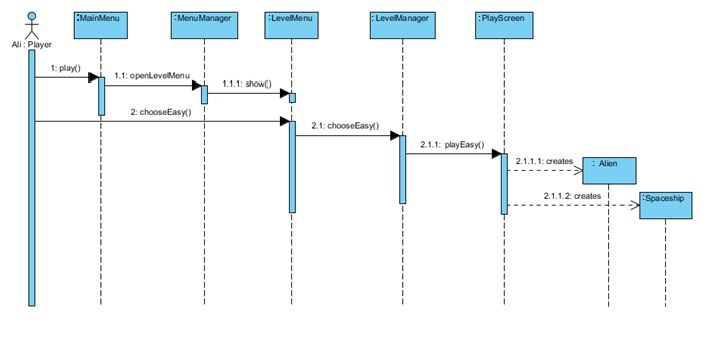 :MainMenu
:MenuManager
:LevelMenu
: LevelManager
:PlayScreen
Ali : Player
1: play()
1.1: openLevelMenu
1.1.1: show()
2: chooseEasy()
2.1: chooseEasy()
2.1.1: playEasy()
2.1.1.1: creates
: Alien
2.1.1.2: creates
:Spaceship